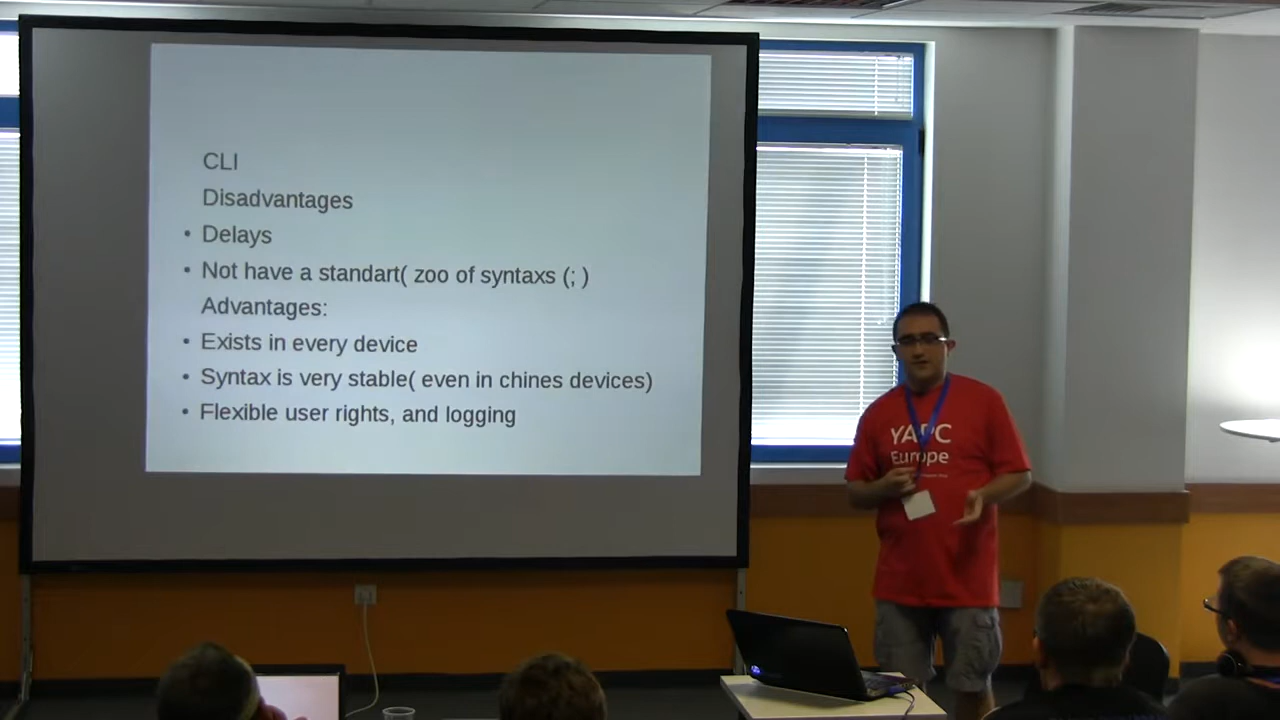 CLI
Disadvantages
• Delays
• Not have a standart( zoo of syntaxs (; )
Advantages:
• Exists in every device
• Syntax is very stable( even in chines devices)
• Flexible user rights, and logging
YAPC
Europe